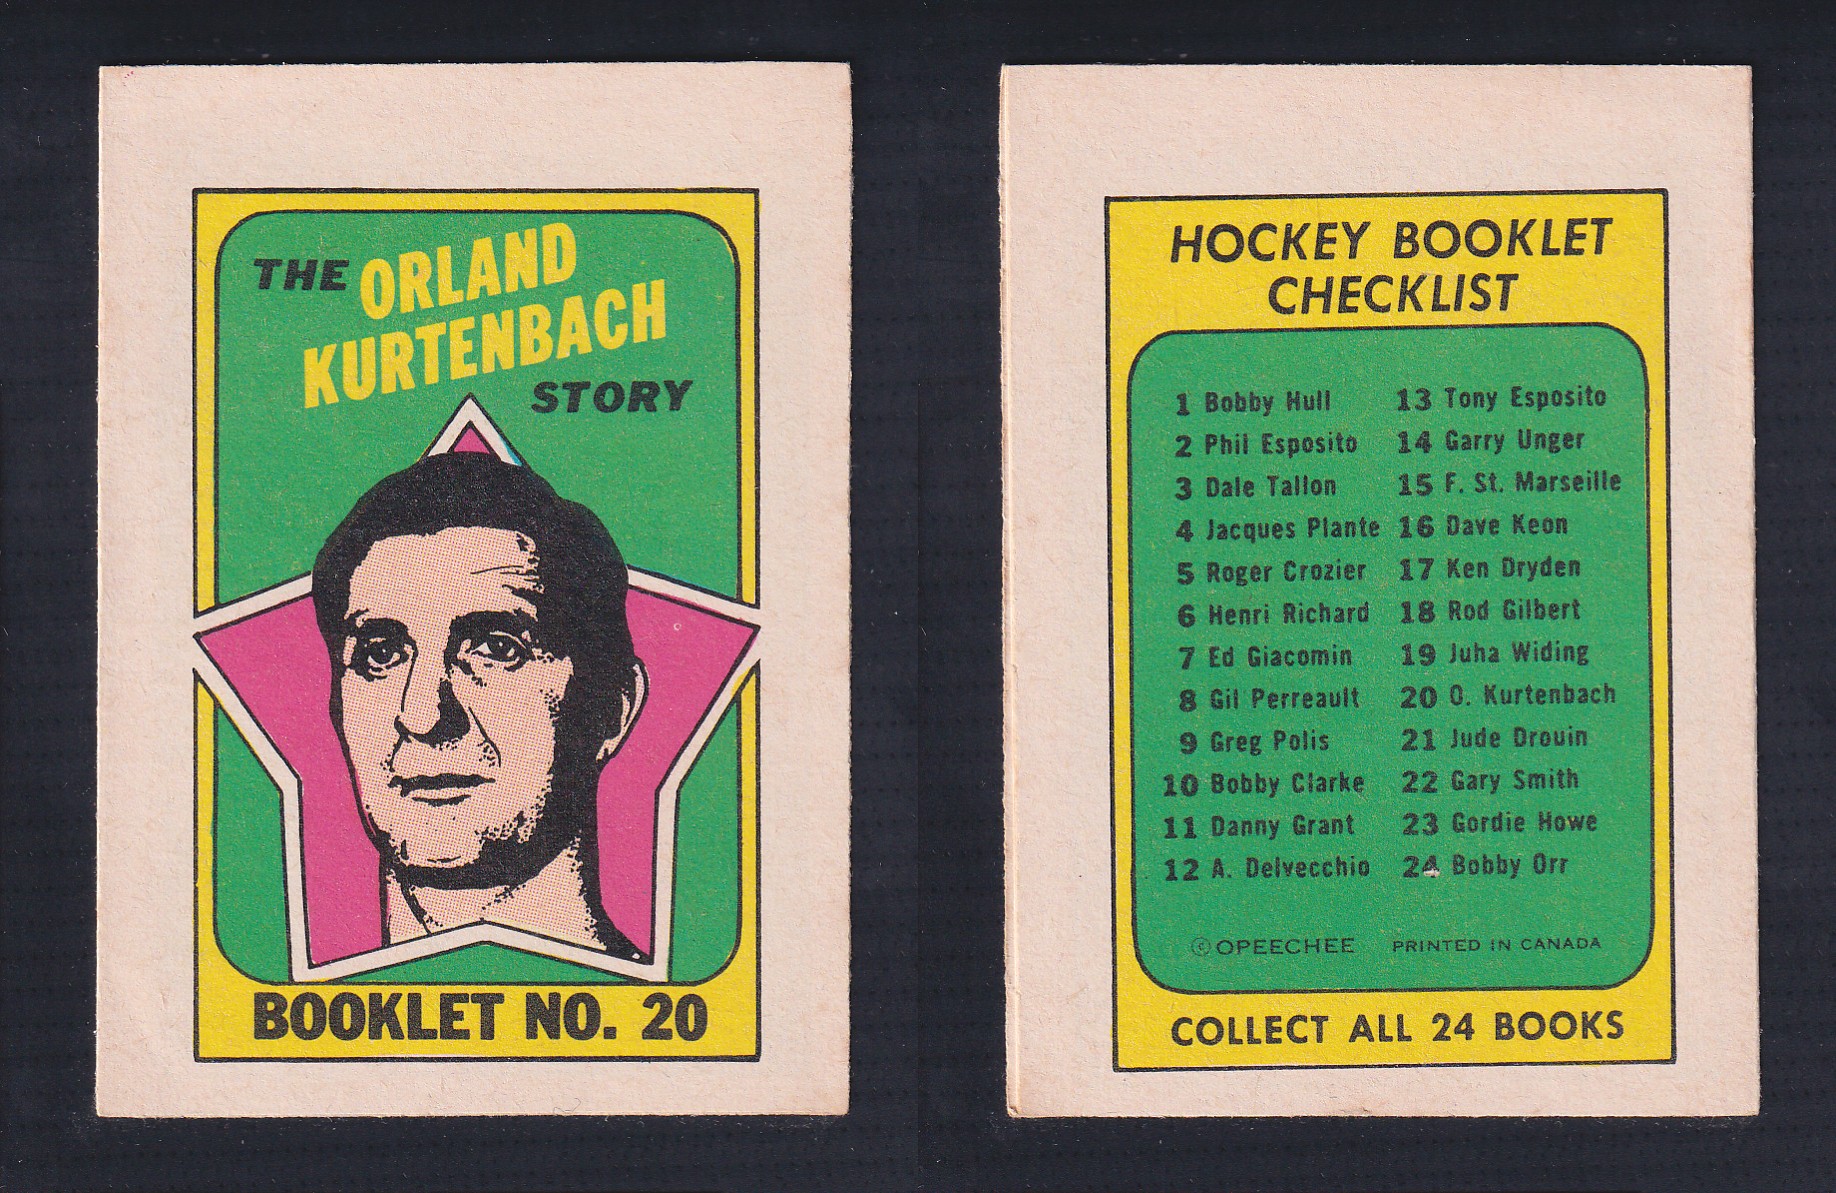 THE ORLAND
KURTENBACH
STORY
BOOKLET NO. 20
HOCKEY BOOKLET
CHECKLIST
1 Bobby Hull
2 Phil Esposito
3 Dale Tallon
4 Jacques Plante
5 Roger Crozier
6 Henri Richard
7 Ed Giacomin
8 Gil Perreault
9 Greg Polis
10 Bobby Clarke
11 Danny Grant
12 A. Delvecchio
13 Tony Esposito
14 Garry Unger
15 F. St. Marseille
16 Dave Keon
17 Ken Dryden
18 Rod Gilbert
19 Juha Widing
20 O. Kurtenbach
21 Jude Drouin
22 Gary Smith
23 Gordie Howe
24 Bobby Orr
© OPEECHEE PRINTED IN CANADA
COLLECT ALL 24 BOOKS